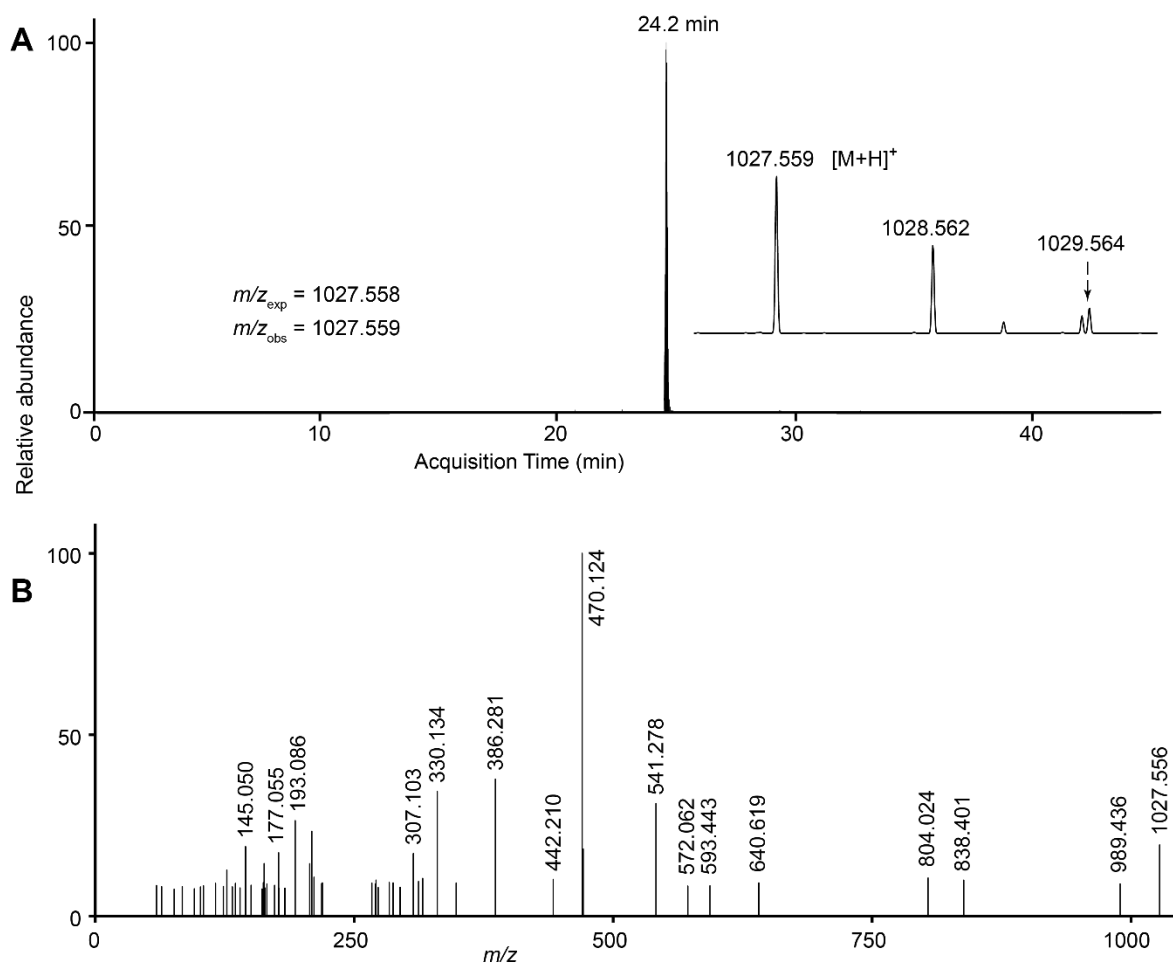 A
24.2 min
100
1027.559 [M+H]+
1028.562
1029.564
50
m/zexp = 1027.558
m/zobs = 1027.559
0
0 10 20 30 40
Acquisition Time (min)
Relative abundance
B
100
50
0
145.050
177.055
193.086
307.103
330.134
386.281
442.210
470.124
541.278
572.062
593.443
640.619
804.024
838.401
989.436
1027.556
0 250 500 750 1000
m/z